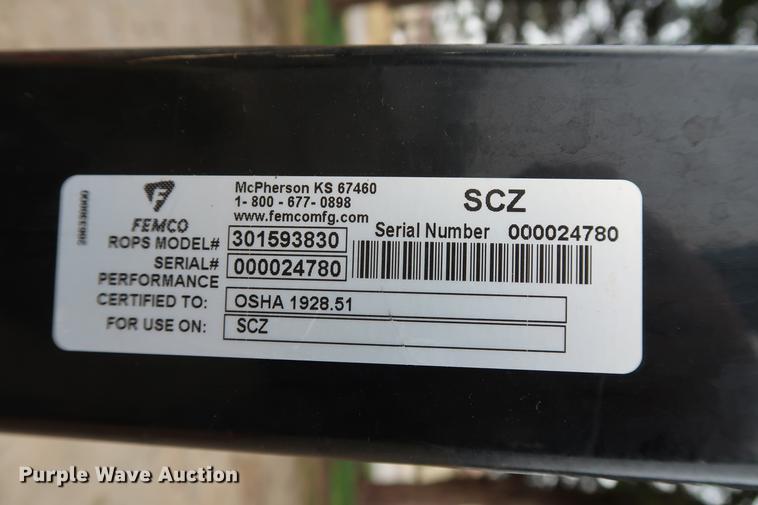 McPherson KS 67460
1- 800 - 677- 0898
www.femcomfg.com
SCZ
FEMCO
Serial Number 000024780
ROPS MODEL# 301593830
SERIAL# 000024780
PERFORMANCE
CERTIFIED TO: OSHA 1928.51
FOR USE ON: SCZ
Purple Wave Auction